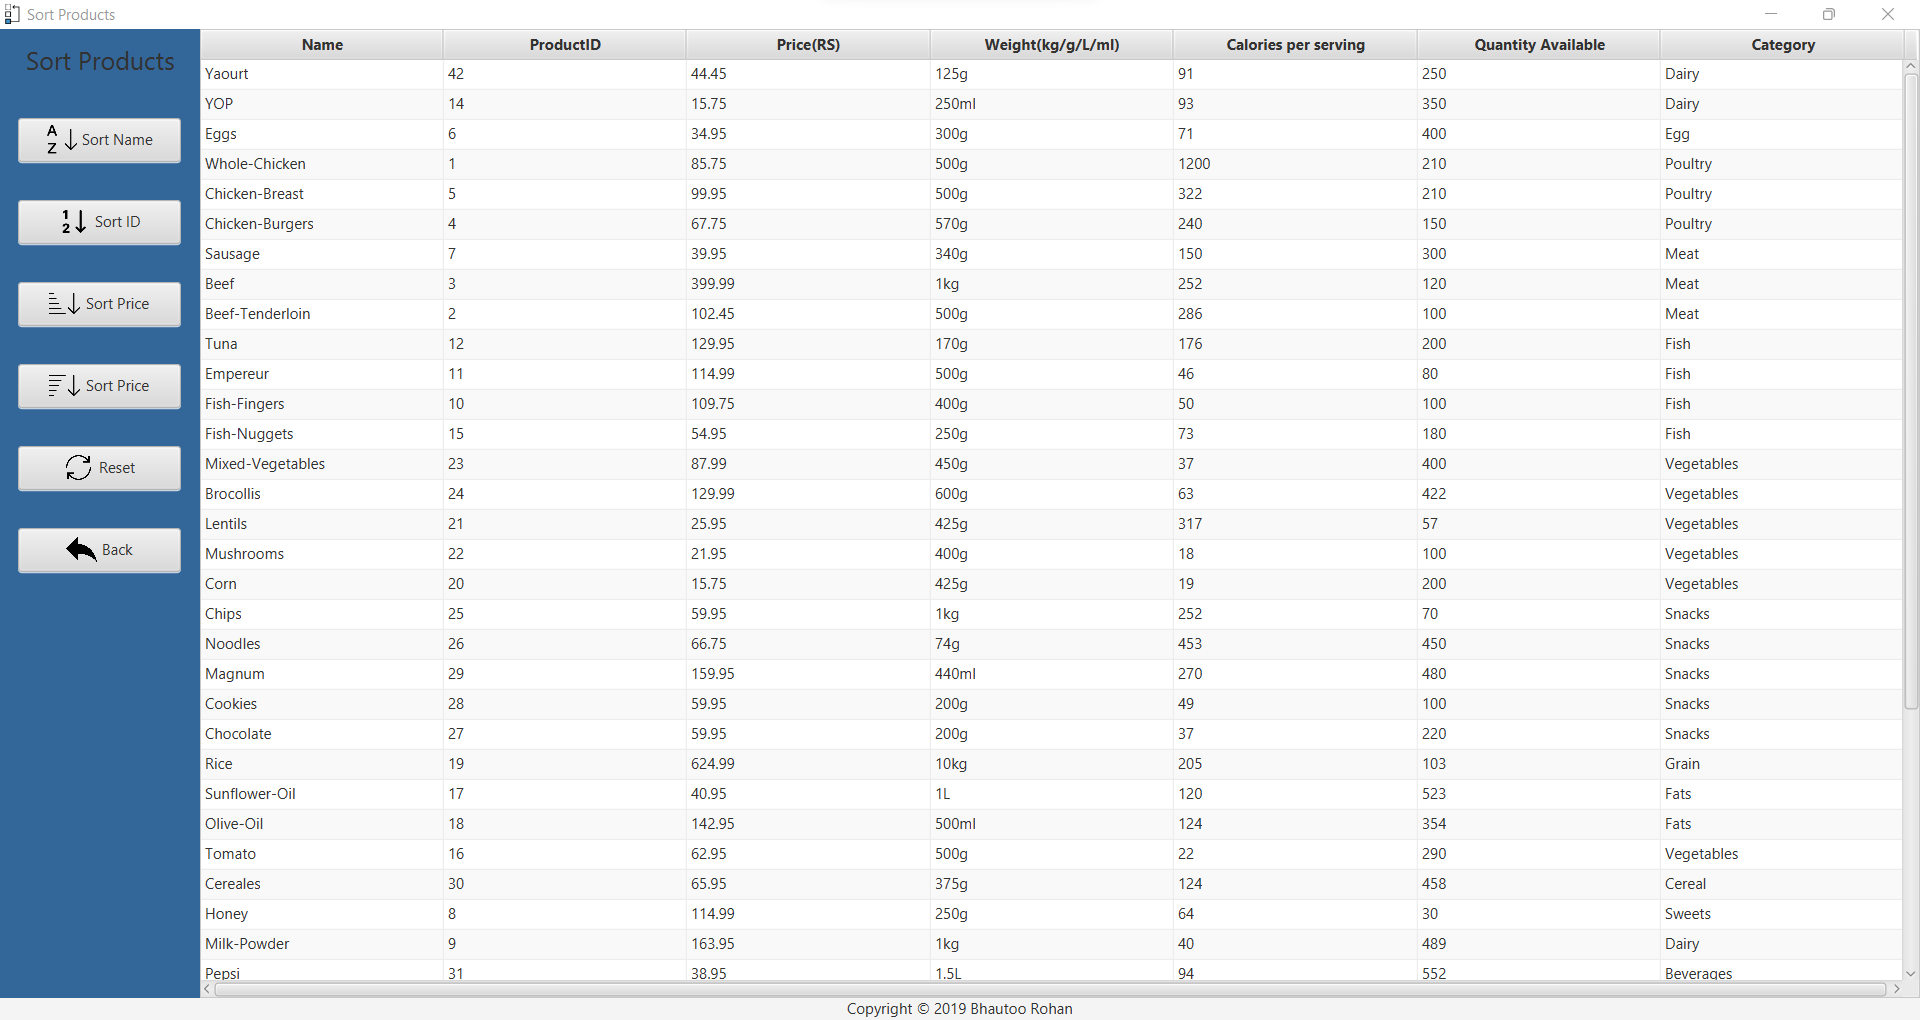 Sort Products
Sort Products
A Z Sort Name
1 2 Sort ID
Sort Price
Sort Price
Reset
Back
Name ProductID Price(RS) Weight(kg/g/L/ml) Calories per serving Quantity Available Category
Yaourt 42 44.45 125g 91 250 Dairy
YOP 14 15.75 250ml 93 350 Dairy
Eggs 6 34.95 300g 71 400 Egg
Whole-Chicken 1 85.75 500g 1200 210 Poultry
Chicken-Breast 5 99.95 500g 322 210 Poultry
Chicken-Burgers 4 67.75 570g 240 150 Poultry
Sausage 7 39.95 340g 150 300 Meat
Beef 3 399.99 1kg 252 120 Meat
Beef-Tenderloin 2 102.45 500g 286 100 Meat
Tuna 12 129.95 170g 176 200 Fish
Empereur 11 114.99 500g 46 80 Fish
Fish-Fingers 10 109.75 400g 50 100 Fish
Fish-Nuggets 15 54.95 250g 73 180 Fish
Mixed-Vegetables 23 87.99 450g 37 400 Vegetables
Brocollis 24 129.99 600g 63 422 Vegetables
Lentils 21 25.95 425g 317 57 Vegetables
Mushrooms 22 21.95 400g 18 100 Vegetables
Corn 20 15.75 425g 19 200 Vegetables
Chips 25 59.95 1kg 252 70 Snacks
Noodles 26 66.75 74g 453 450 Snacks
Magnum 29 159.95 440ml 270 480 Snacks
Cookies 28 59.95 200g 49 100 Snacks
Chocolate 27 59.95 200g 37 220 Snacks
Rice 19 624.99 10kg 205 103 Grain
Sunflower-Oil 17 40.95 1L 120 523 Fats
Olive-Oil 18 142.95 500ml 124 354 Fats
Tomato 16 62.95 500g 22 290 Vegetables
Cereales 30 65.95 375g 124 458 Cereal
Honey 8 114.99 250g 64 30 Sweets
Milk-Powder 9 163.95 1kg 40 489 Dairy
Pepsi 31 38.95 1.5L 94 552 Beverages
Copyright © 2019 Bhautoo Rohan